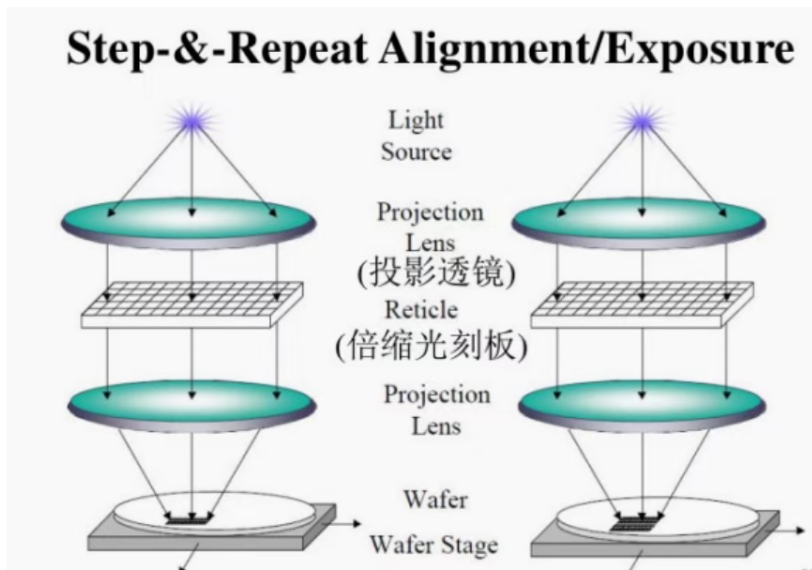 Step-&-Repeat Alignment/Exposure
Light
Source
Projection
Lens
(投影透镜)
Reticle
(倍缩光刻板)
Projection
Lens
Wafer
Wafer Stage